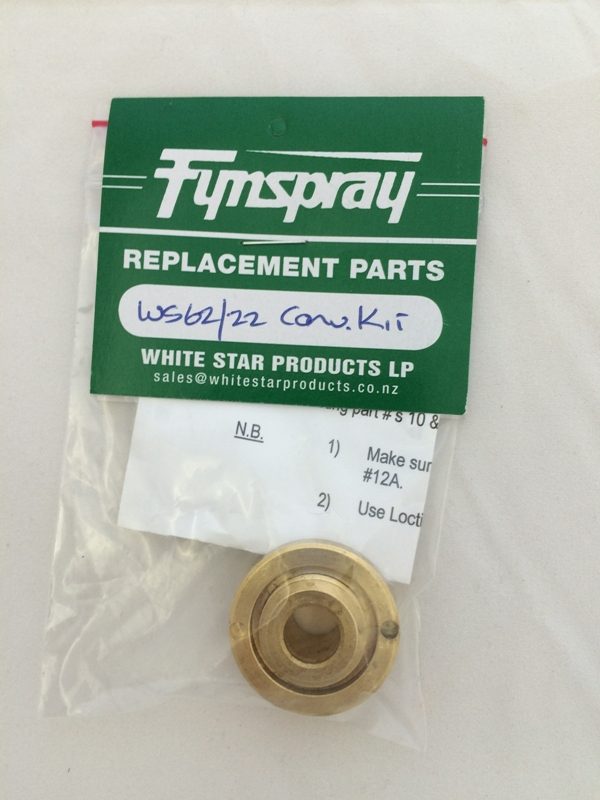 Fynspray
REPLACEMENT PARTS
WS62/22 Conv. Kit
WHITE STAR PRODUCTS LP
sales@whitestarproducts.co.nz
part #'s 10 &
N.B.
1) Make sur
#12A.
2) Use Locti